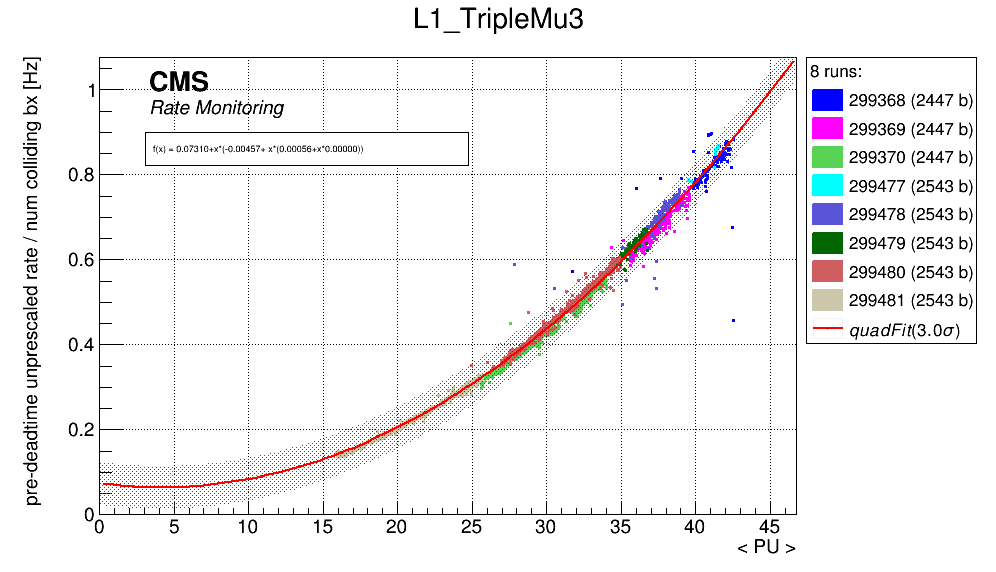 L1_TripleMu3
pre-deadtime unprescaled rate / num colliding bx [Hz]
CMS
Rate Monitoring
f(x) = 0.07310+x*(-0.00457+ x*(0.00056+x*0.00000))
1
0.8
0.6
0.4
0.2
0
0 5 10 15 20 25 30 35 40 45
< PU >
8 runs:
299368 (2447 b)
299369 (2447 b)
299370 (2447 b)
299477 (2543 b)
299478 (2543 b)
299479 (2543 b)
299480 (2543 b)
299481 (2543 b)
quadFit(3.0σ)